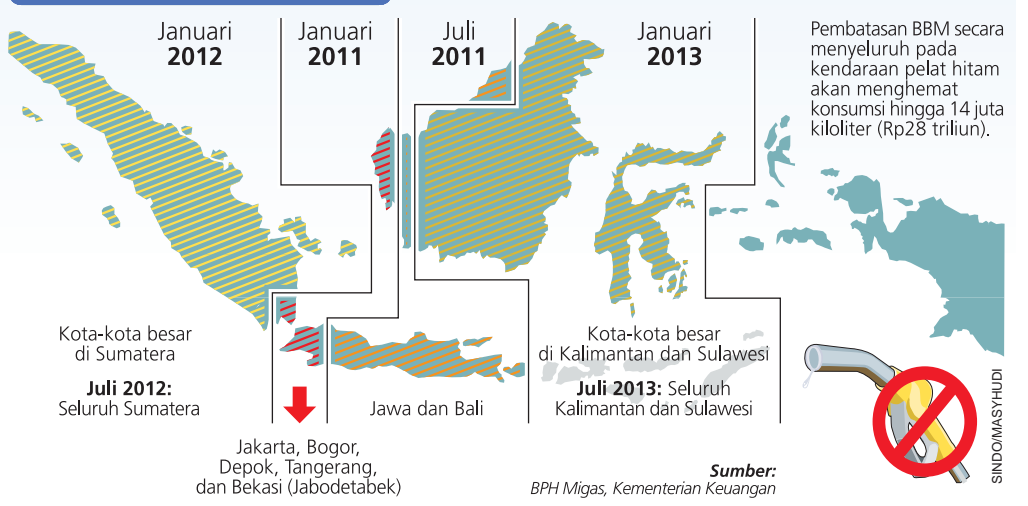 Januari
2012
Januari
2011
Juli
2011
Januari
2013
Pembatasan BBM secara
menyeluruh pada
kendaraan pelat hitam
akan menghemat
konsumsi hingga 14 juta
kiloliter (Rp28 triliun).
Kota-kota besar
di Sumatera
Juli 2012:
Seluruh Sumatera
Jakarta, Bogor,
Depok, Tangerang,
dan Bekasi (Jabodetabek)
Jawa dan Bali
Kota-kota besar
di Kalimantan dan Sulawesi
Juli 2013: Seluruh
Kalimantan dan Sulawesi
Sumber:
BPH Migas, Kementerian Keuangan
SINDO/MASYHUDI